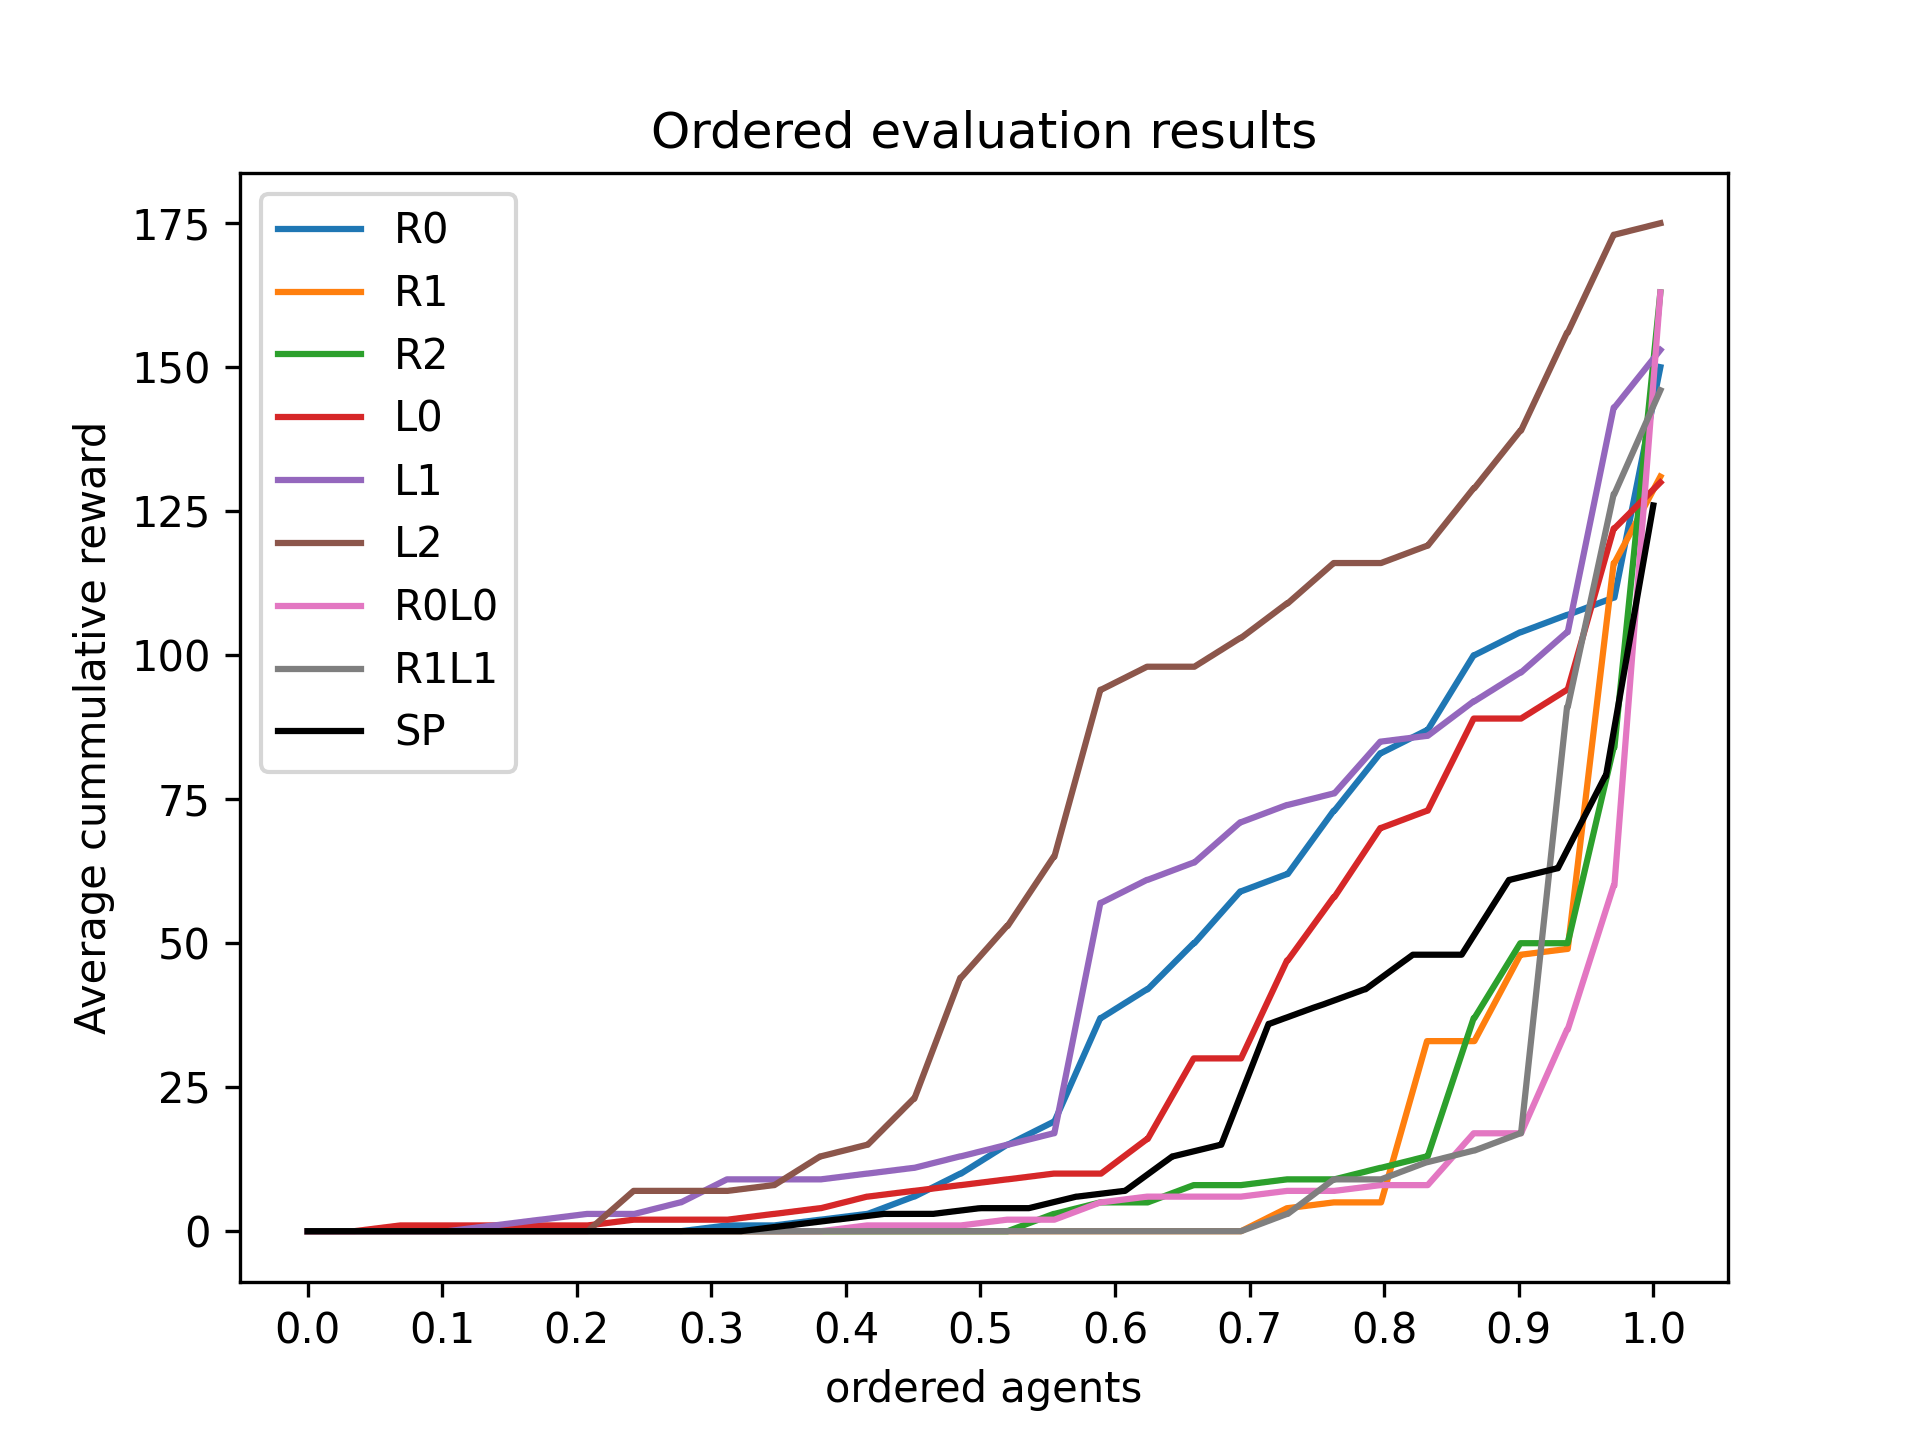 Ordered evaluation results
Average cummulative reward
175
150
125
100
75
50
25
0
R0
R1
R2
L0
L1
L2
R0L0
R1L1
SP
0.0 0.1 0.2 0.3 0.4 0.5 0.6 0.7 0.8 0.9 1.0
ordered agents